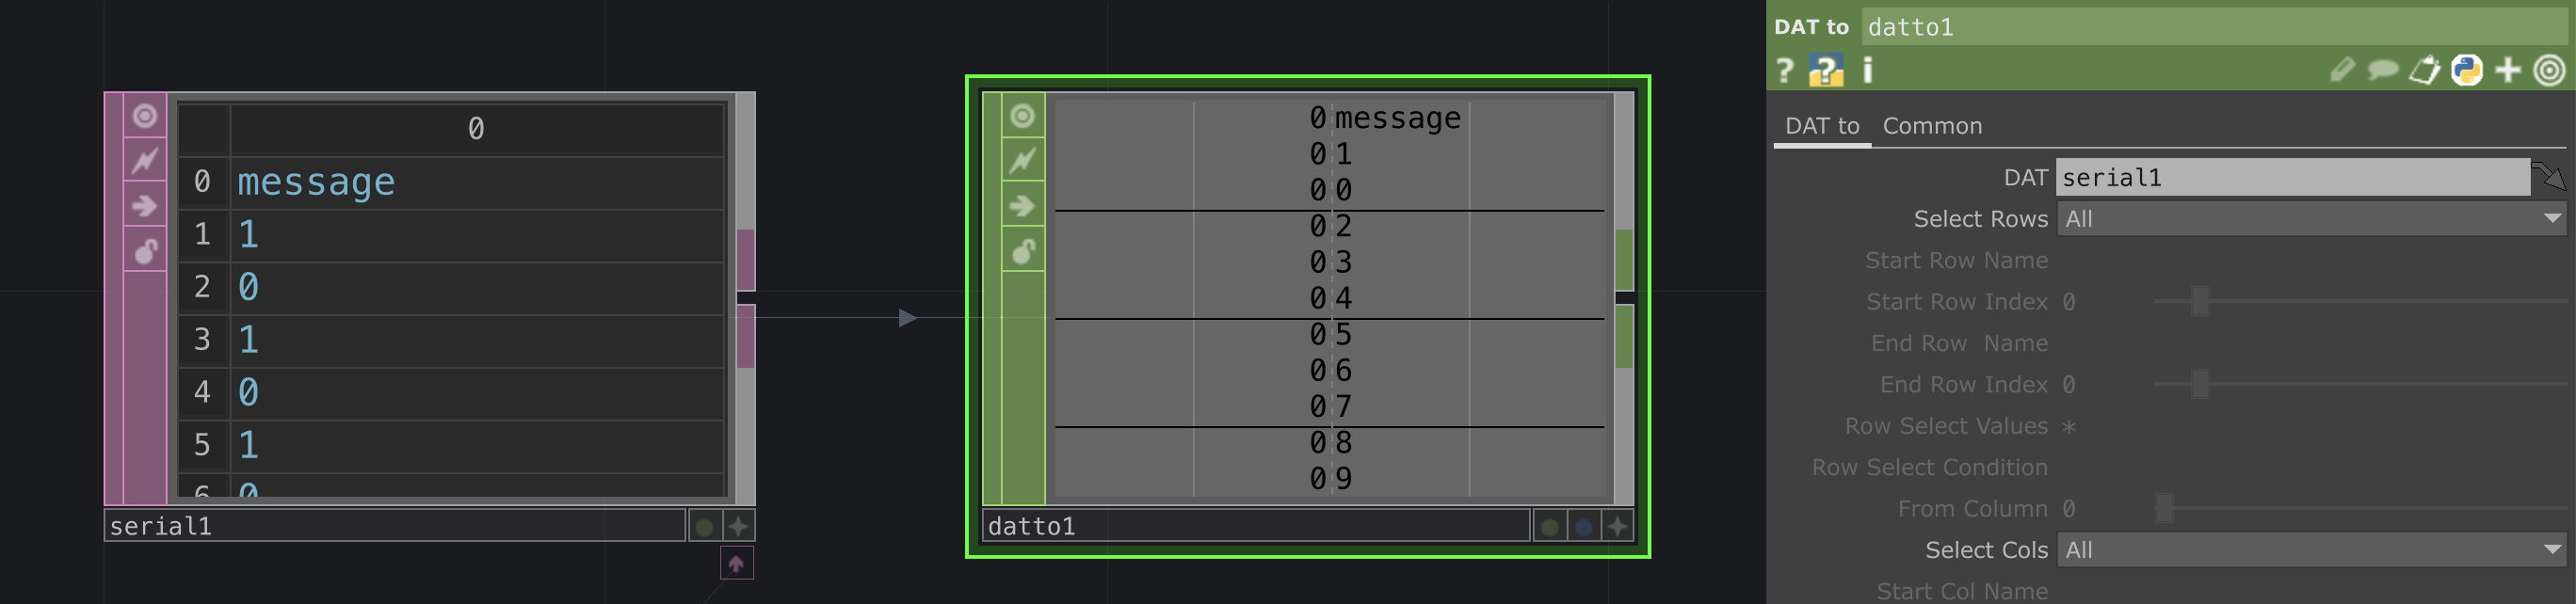 0
0 message
1 1
2 0
3 1
4 0
5 1
6 0
serial1
0 message
0 1
0 0
0 2
0 3
0 4
0 5
0 6
0 7
0 8
0 9
datto1
DAT to datto1
? ? i
DAT to Common
DAT serial1
Select Rows All
Start Row Name
Start Row Index 0
End Row Name
End Row Index 0
Row Select Values *
Row Select Condition
From Column 0
Select Cols All
Start Col Name